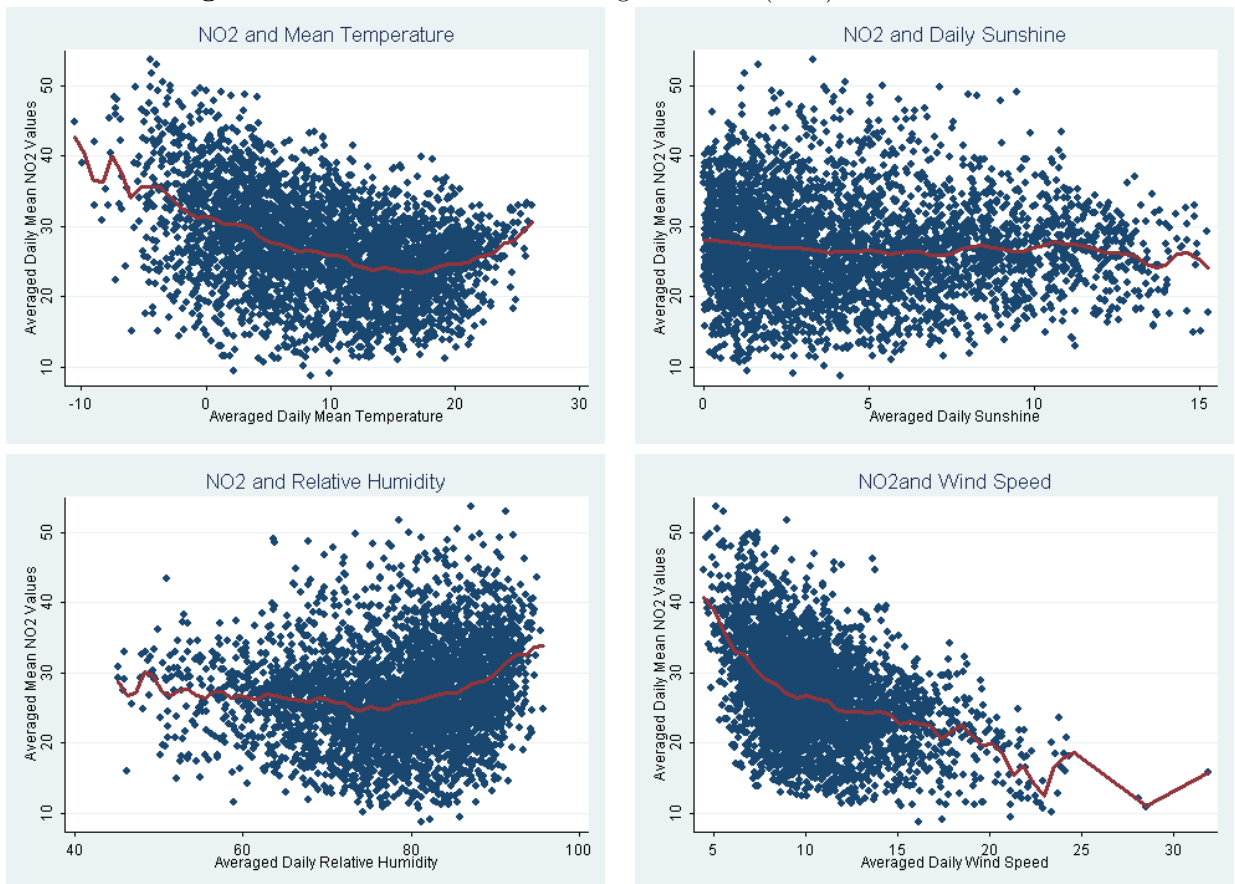 NO2 and Mean Temperature
Averaged Daily Mean NO2 Values
50
40
30
20
10
-10 0 10 20 30
Averaged Daily Mean Temperature
NO2 and Daily Sunshine
Averaged Daily Mean NO2 Values
50
40
30
20
10
0 5 10 15
Averaged Daily Sunshine
NO2 and Relative Humidity
Averaged Mean NO2 Values
50
40
30
20
10
40 60 80 100
Averaged Daily Relative Humidity
NO2and Wind Speed
Averaged Daily Mean NO2 Values
50
40
30
20
10
5 10 15 20 25 30
Averaged Daily Wind Speed